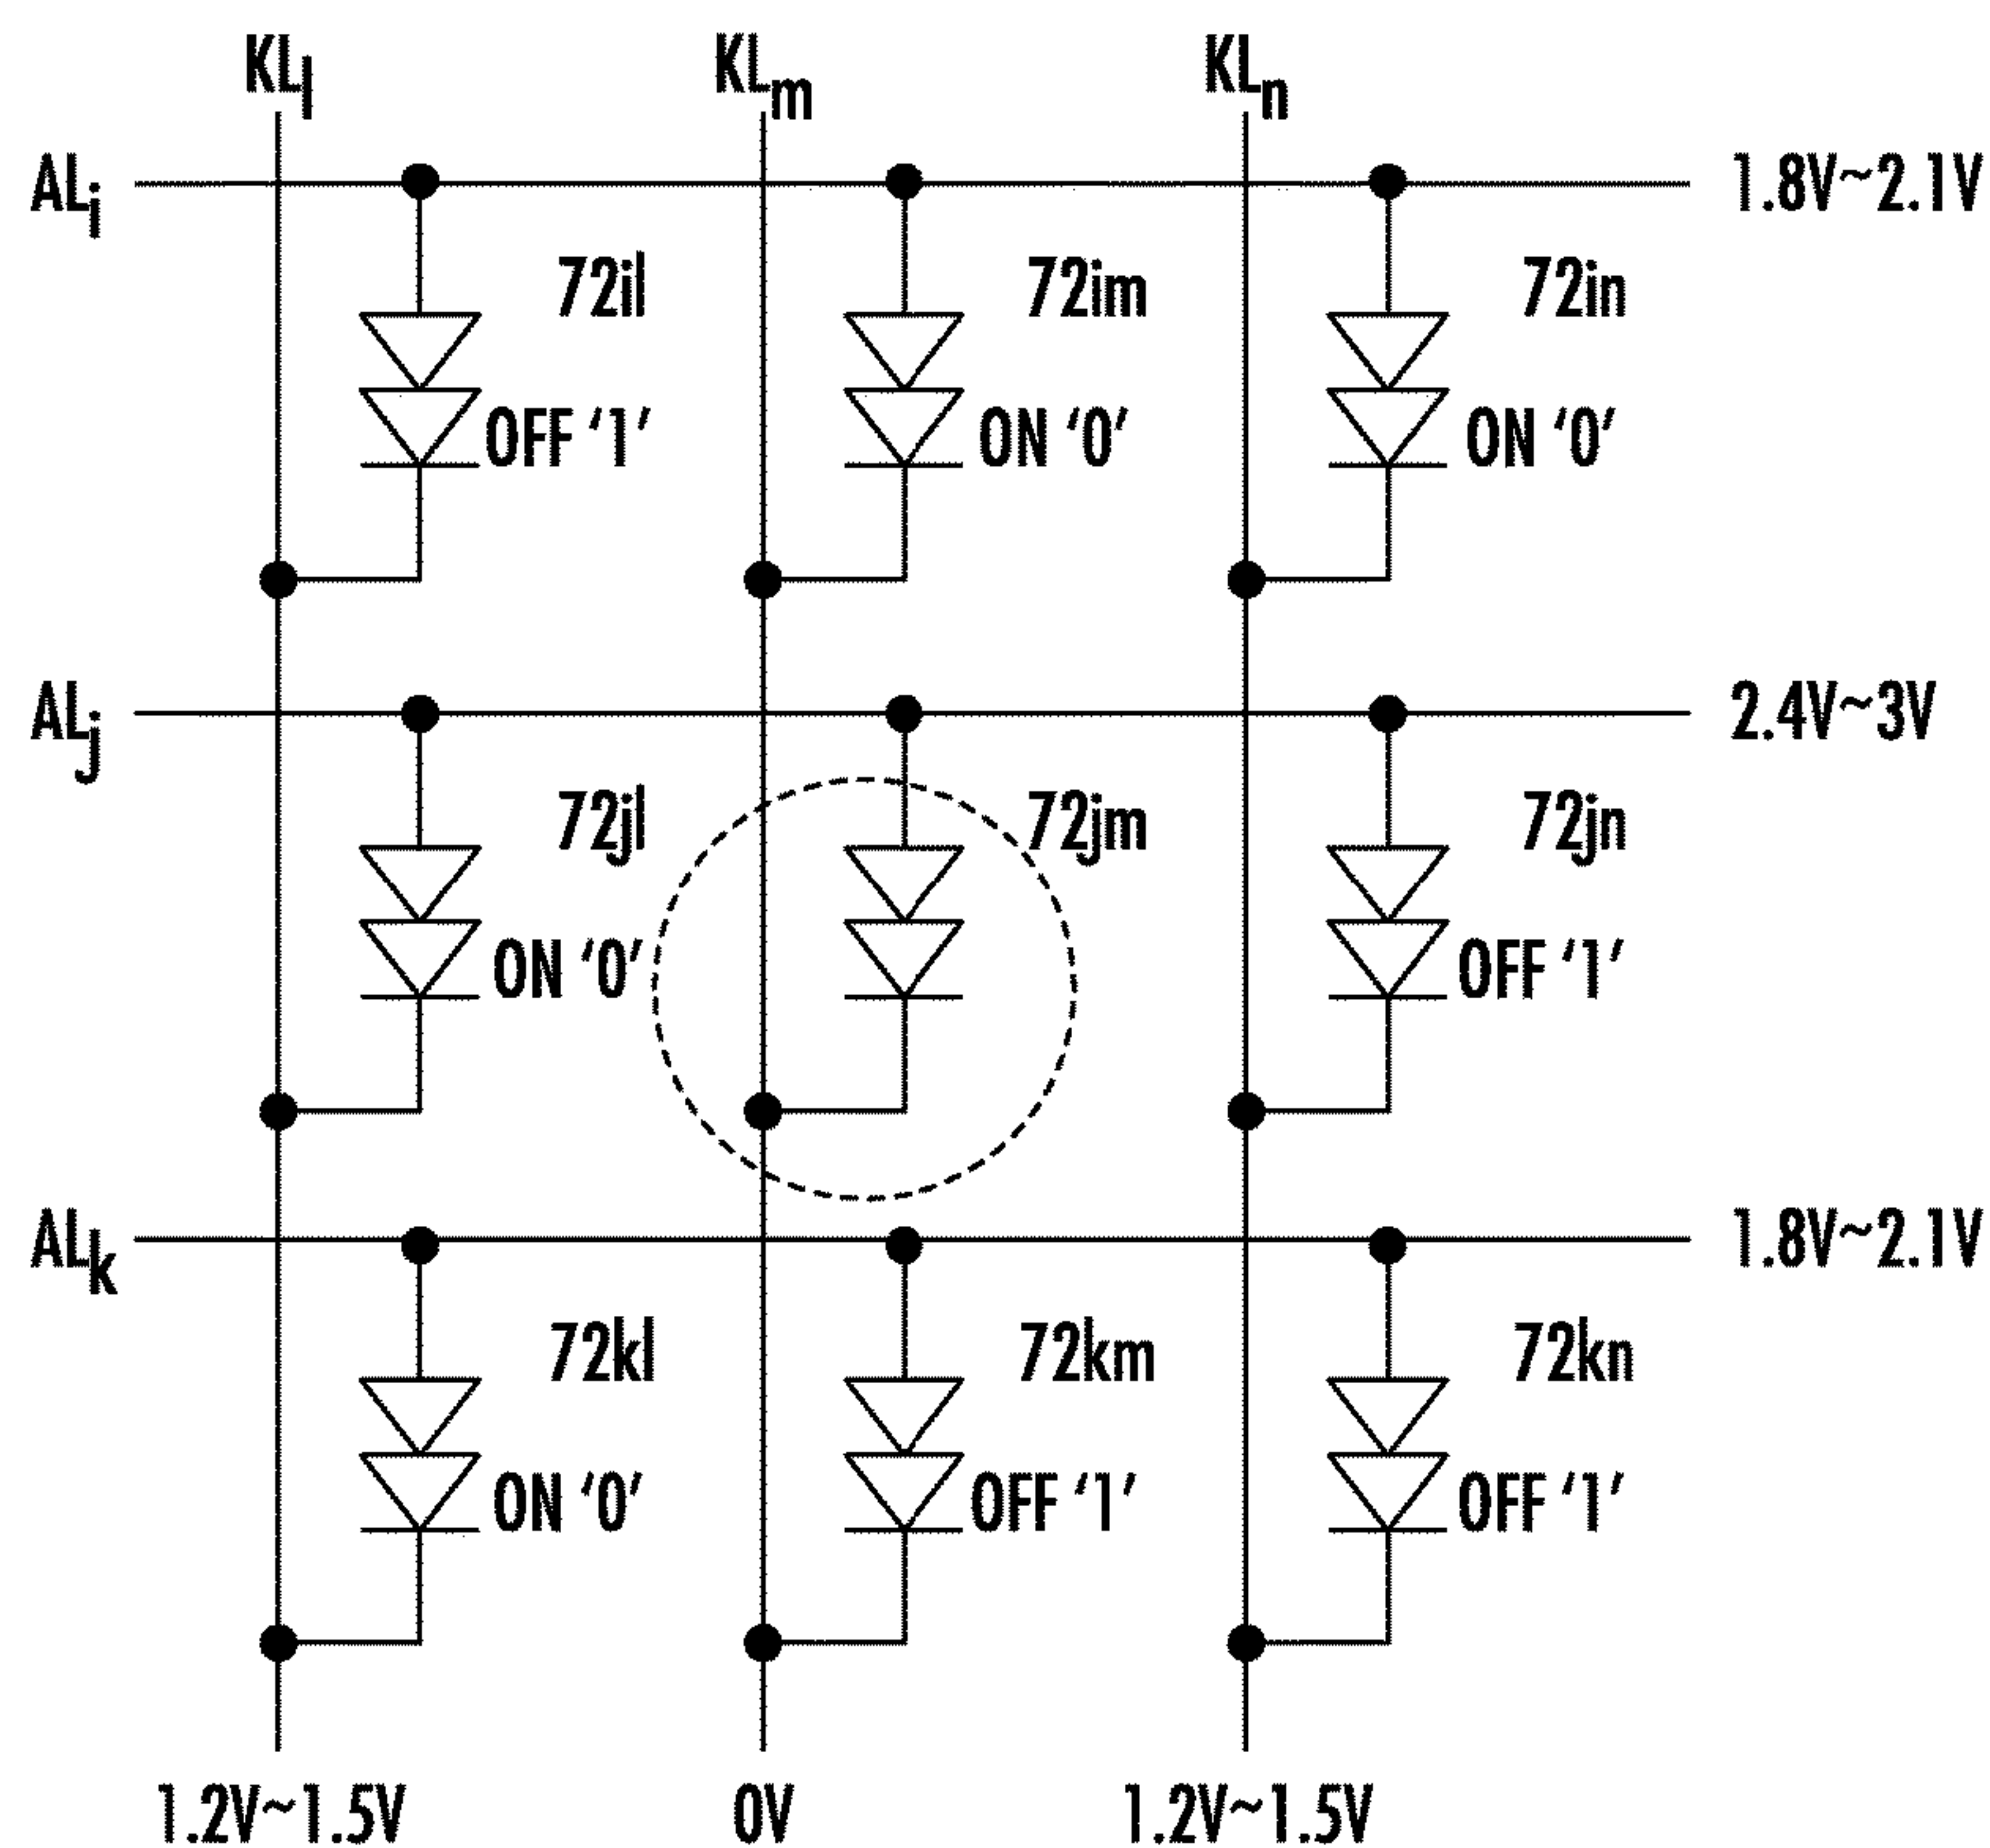 KLl KLm KLn
ALi 1.8V~2.1V
72il 72im 72in
OFF ‘1’ ON ‘0’ ON ‘0’
ALj 2.4V~3V
72jl 72jm 72jn
ON ‘0’ OFF ‘1’
ALk 1.8V~2.1V
72kl 72km 72kn
ON ‘0’ OFF ‘1’ OFF ‘1’
1.2V~1.5V 0V 1.2V~1.5V